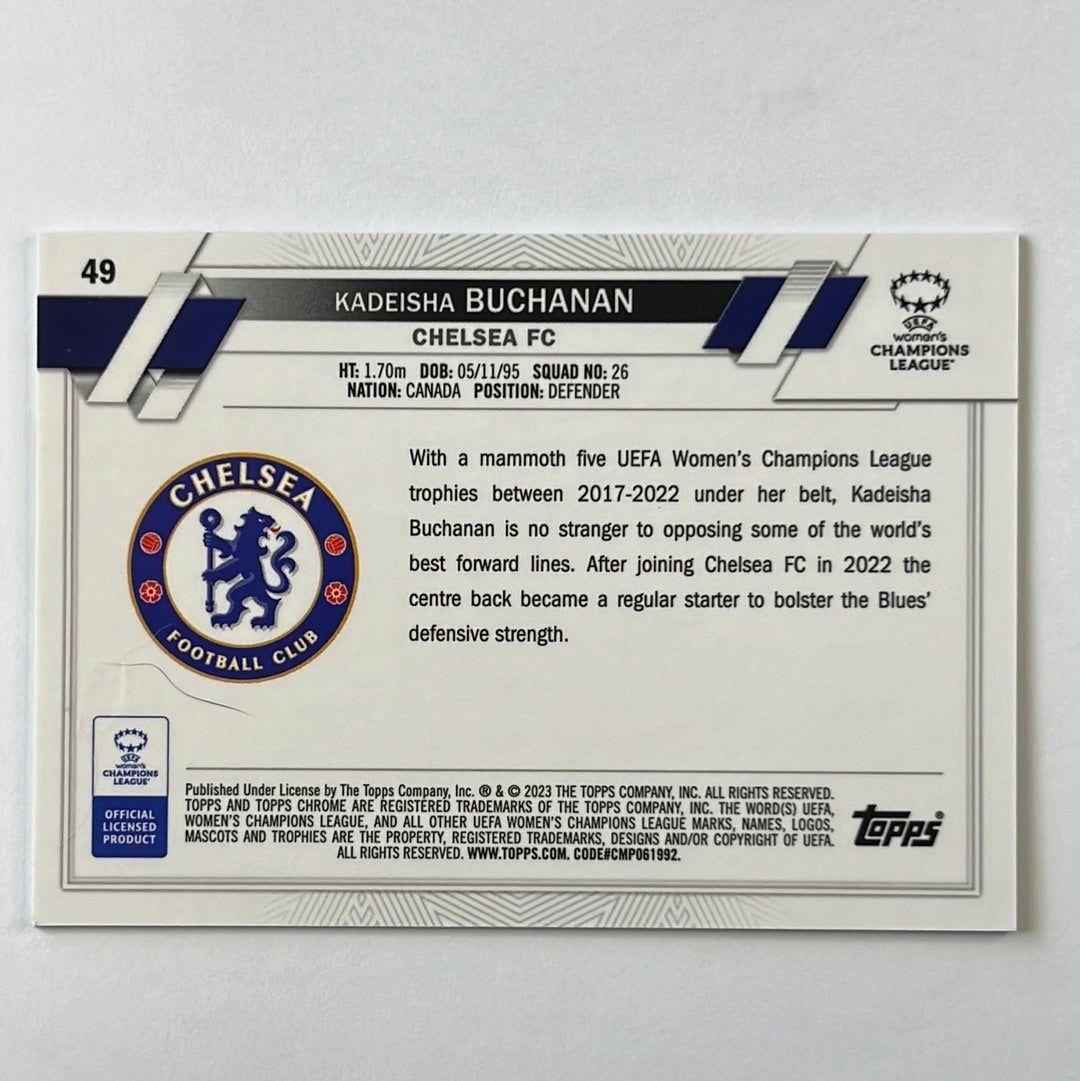 49
KADEISHA BUCHANAN
CHELSEA FC
HT: 1.70m DOB: 05/11/95 SQUAD NO: 26
NATION: CANADA POSITION: DEFENDER
UEFA
women's
CHAMPIONS
LEAGUE
With a mammoth five UEFA Women's Champions League
trophies between 2017-2022 under her belt, Kadeisha
Buchanan is no stranger to opposing some of the world's
best forward lines. After joining Chelsea FC in 2022 the
centre back became a regular starter to bolster the Blues'
defensive strength.
CHELSEA
FOOTBALL CLUB
UEFA
women's
CHAMPIONS
LEAGUE
OFFICIAL
LICENSED
PRODUCT
Published Under License by The Topps Company, Inc. ® & © 2023 THE TOPPS COMPANY, INC. ALL RIGHTS RESERVED.
TOPPS AND TOPPS CHROME ARE REGISTERED TRADEMARKS OF THE TOPPS COMPANY, INC. THE WORD(S) UEFA,
WOMEN'S CHAMPIONS LEAGUE, AND ALL OTHER UEFA WOMEN'S CHAMPIONS LEAGUE MARKS, NAMES, LOGOS,
MASCOTS AND TROPHIES ARE THE PROPERTY, REGISTERED TRADEMARKS, DESIGNS AND/OR COPYRIGHT OF UEFA.
ALL RIGHTS RESERVED. WWW.TOPPS.COM. CODE#CMP061992.
topps®